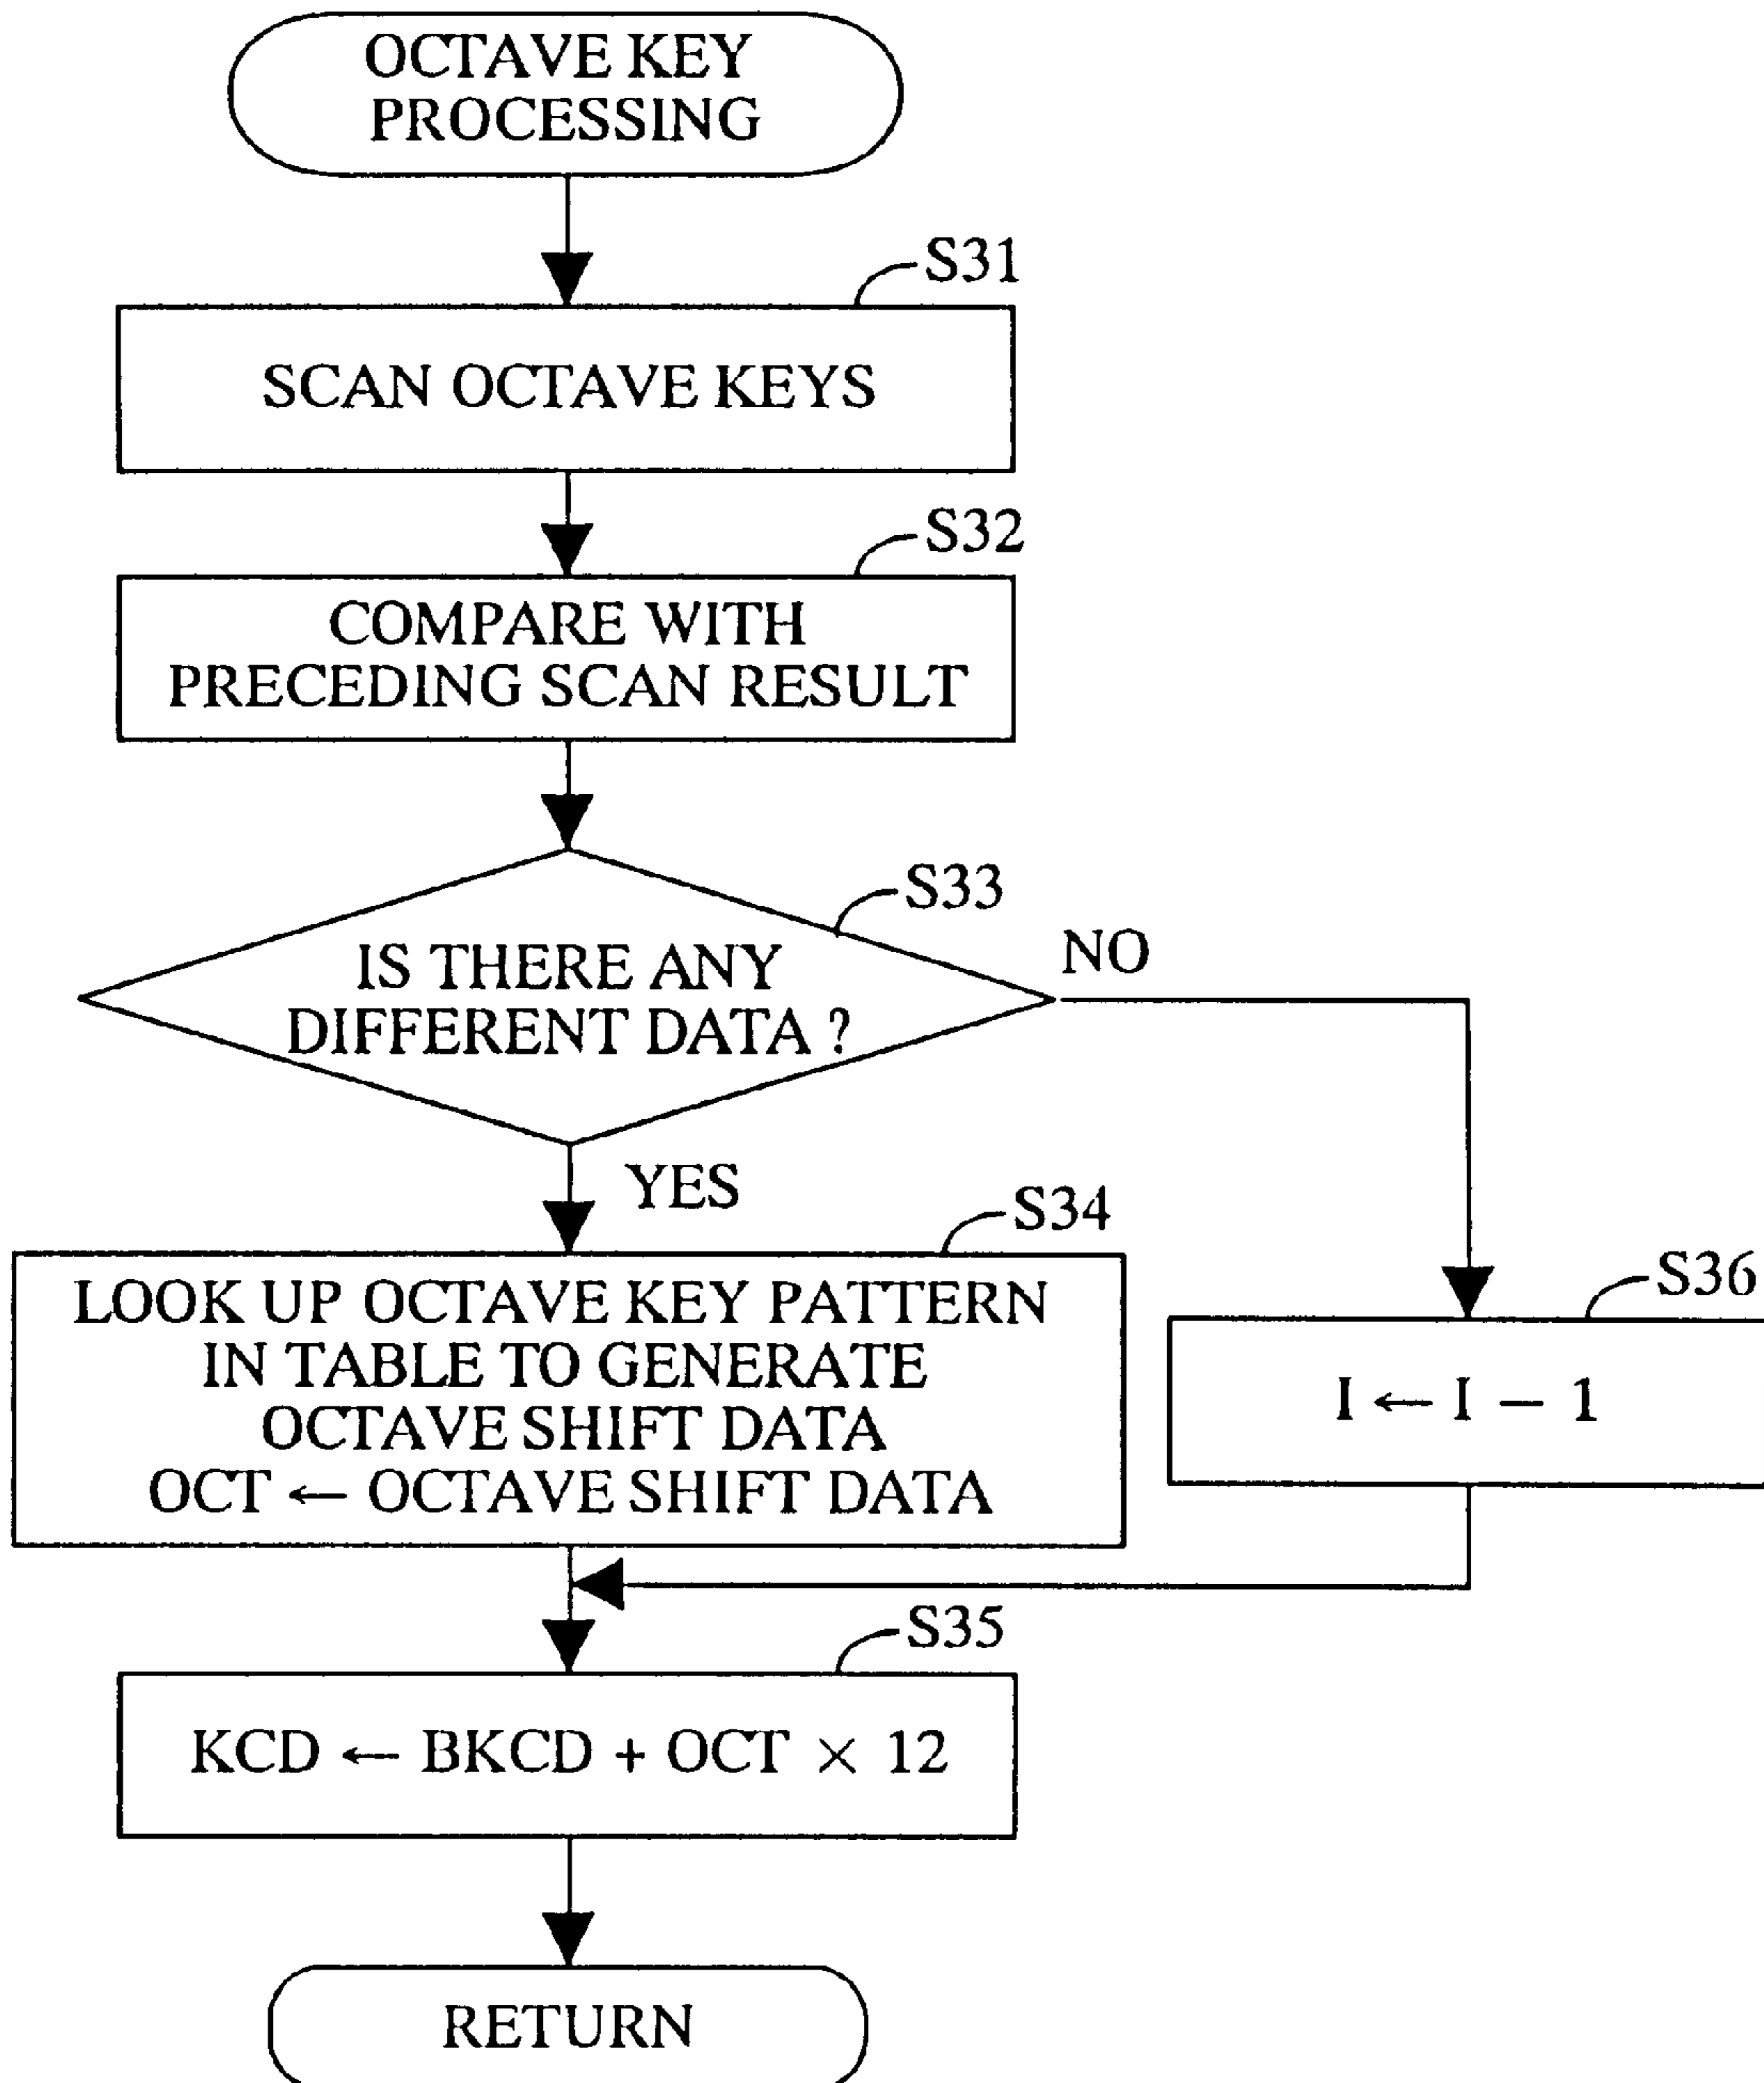 OCTAVE KEY
PROCESSING
S31
SCAN OCTAVE KEYS
S32
COMPARE WITH
PRECEDING SCAN RESULT
S33
IS THERE ANY
DIFFERENT DATA ?
NO
YES
S34
LOOK UP OCTAVE KEY PATTERN
IN TABLE TO GENERATE
OCTAVE SHIFT DATA
OCT ← OCTAVE SHIFT DATA
S36
I ← I − 1
S35
KCD ← BKCD + OCT × 12
RETURN